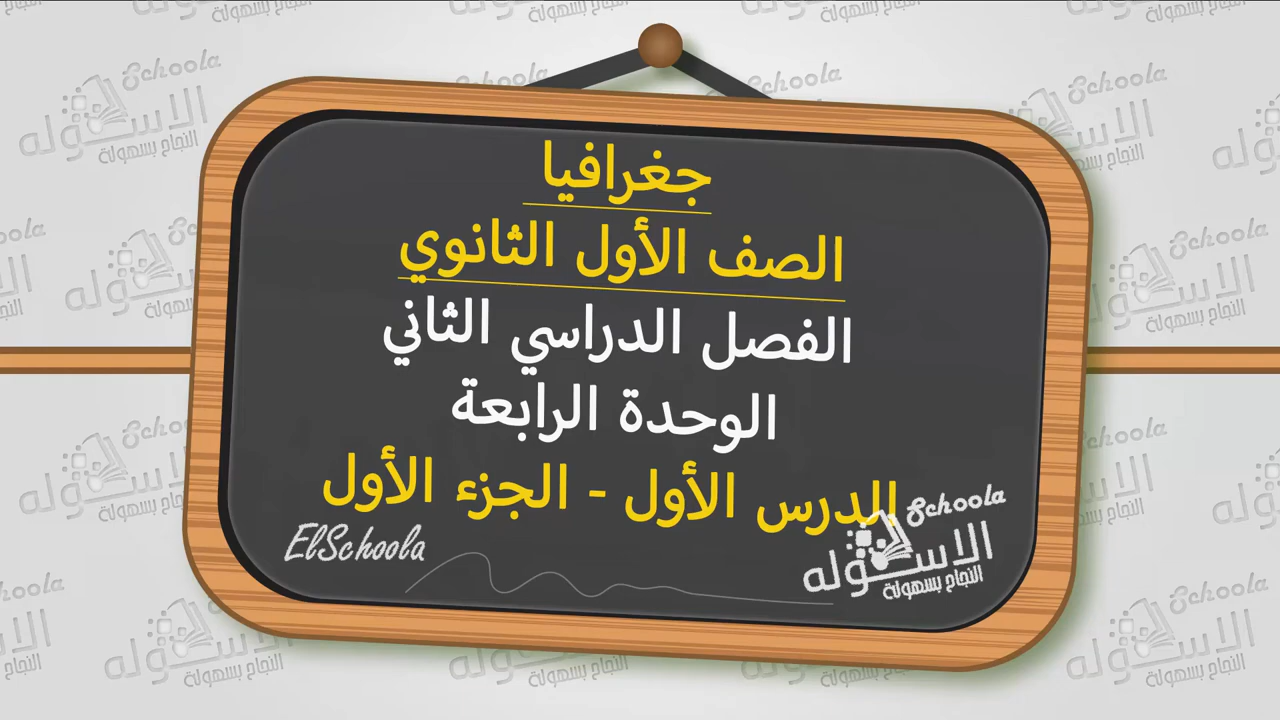 جغرافيا
الصف الأول الثانوي
الفصل الدراسي الثاني
الوحدة الرابعة
الدرس الأول - الجزء الأول
ElSchoola
Schoola
الاسكوله
النجاح بسهولة